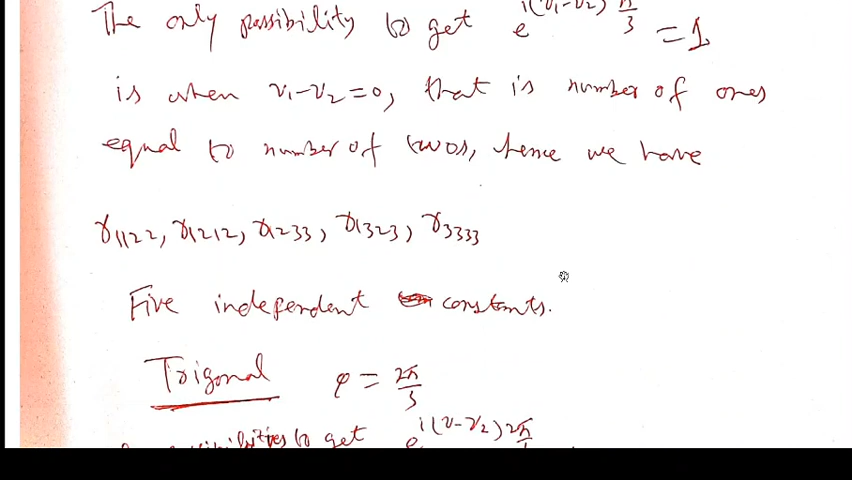 The only possibility to get e^{i(ν1-ν2) π/3} = 1
is when ν1-ν2=0, that is number of ones
equal to number of twos, hence we have
γ1122, γ1212, γ1233, γ1323, γ3333
Five independent constants.
Trigonal φ = 2π/3
to get e^{i(ν-ν2) 2π/